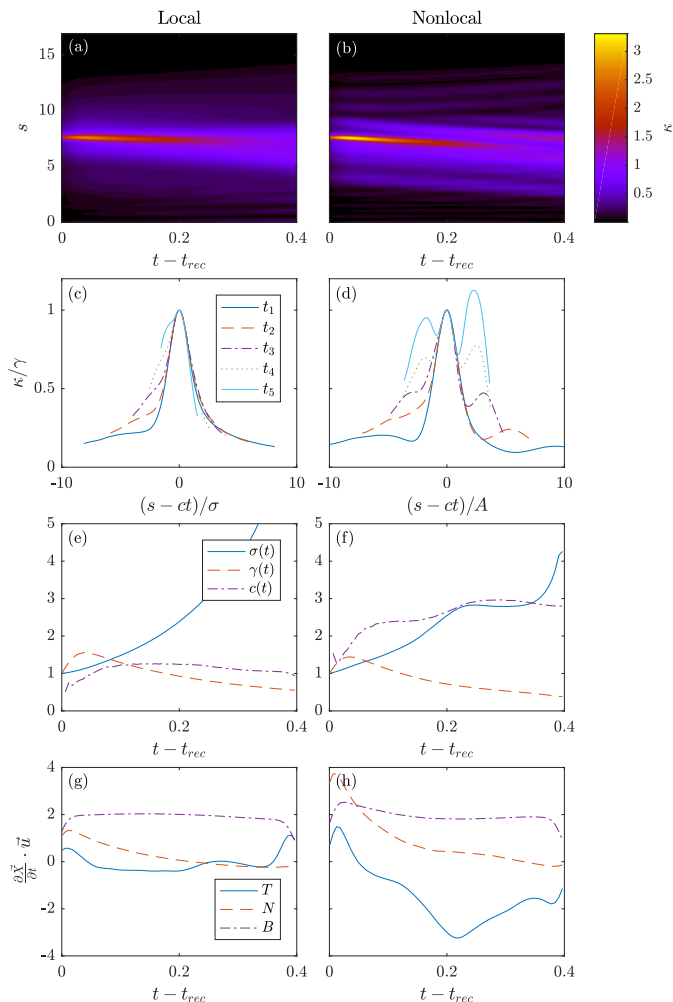 Local Nonlocal
(a) (b)
15
10
5
0
s
0 0.2 0.4
t − t_rec
0 0.2 0.4
t − t_rec
3
2.5
2
1.5
1
0.5
κ
(c) (d)
1
0.5
0
κ/γ
t_1
t_2
t_3
t_4
t_5
-10 0 10
(s − ct)/σ
-10 0 10
(s − ct)/A
(e) (f)
5
4
3
2
1
0
σ(t)
γ(t)
c(t)
5
4
3
2
1
0
0 0.2 0.4
t − t_rec
0 0.2 0.4
t − t_rec
(g) (h)
4
2
0
-2
-4
∂X⃗/∂t · u⃗
T
N
B
0 0.2 0.4
t − t_rec
0 0.2 0.4
t − t_rec